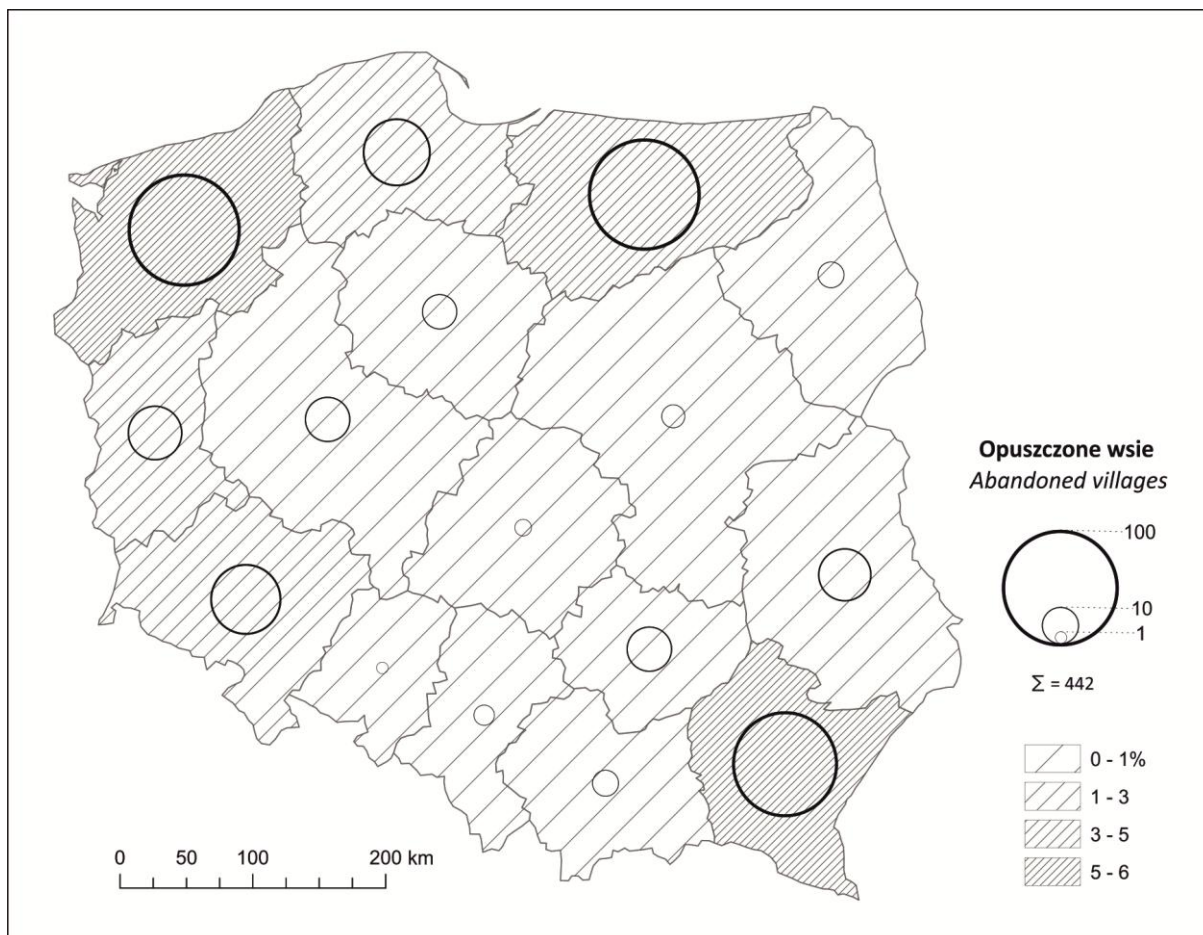 Opuszczone wsie
Abandoned villages
100
10
1
Σ = 442
0 - 1%
1 - 3
3 - 5
5 - 6
0 50 100 200 km